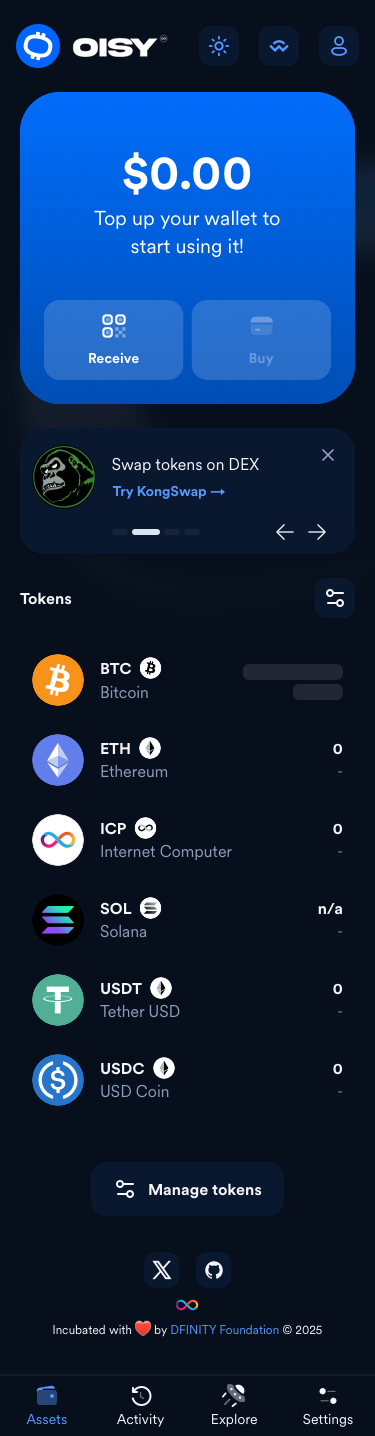 OISY
$0.00
Top up your wallet to
start using it!
Receive
Buy
Swap tokens on DEX
Try KongSwap →
Tokens
BTC
Bitcoin
ETH
0
Ethereum
-
ICP
0
Internet Computer
-
SOL
n/a
Solana
-
USDT
0
Tether USD
-
USDC
0
USD Coin
-
Manage tokens
Incubated with ❤️ by DFINITY Foundation © 2025
Assets
Activity
Explore
Settings